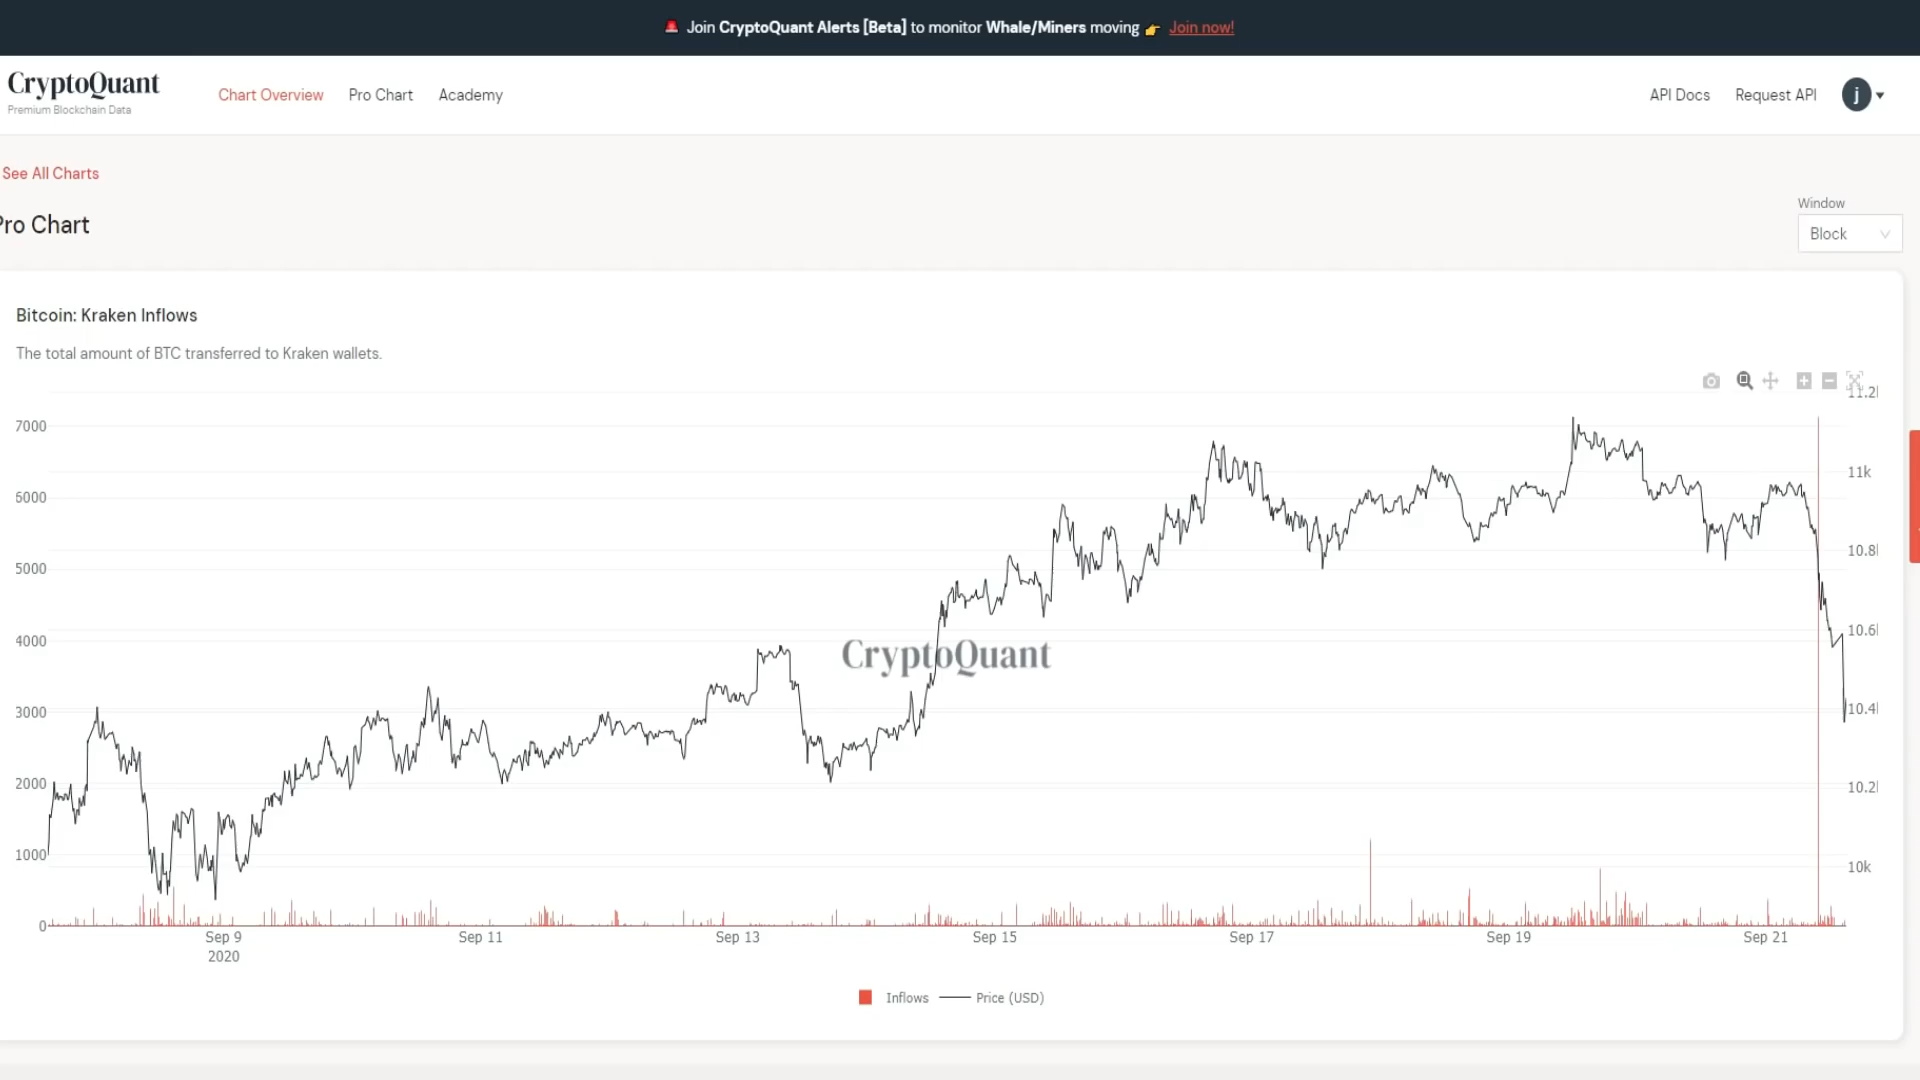 Join CryptoQuant Alerts [Beta] to monitor Whale/Miners moving Join now!
CryptoQuant
Premium Blockchain Data
Chart Overview
Pro Chart
Academy
API Docs
Request API
j
See All Charts
Pro Chart
Window
Block
Bitcoin: Kraken Inflows
The total amount of BTC transferred to Kraken wallets.
7000
6000
5000
4000
3000
2000
1000
0
11.2
11k
10.8
10.6
10.4
10.2
10k
CryptoQuant
Sep 9
2020
Sep 11
Sep 13
Sep 15
Sep 17
Sep 19
Sep 21
Inflows
Price (USD)